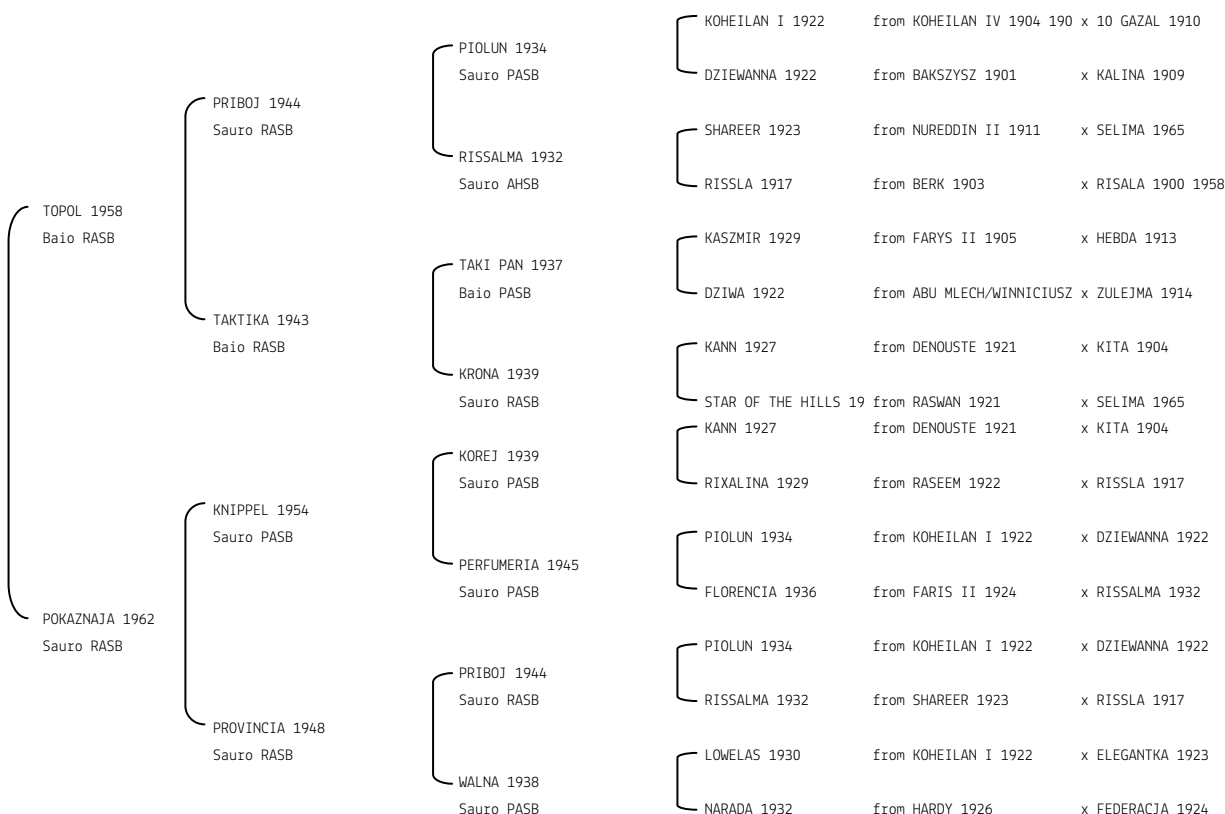 KOHEILAN I 1922 from KOHEILAN IV 1904 190 x 10 GAZAL 1910
PIOLUN 1934
Sauro PASB
DZIEWANNA 1922 from BAKSZYSZ 1901 x KALINA 1909
PRIBOJ 1944
Sauro RASB
SHAREER 1923 from NUREDDIN II 1911 x SELIMA 1965
RISSALMA 1932
Sauro AHSB
RISSLA 1917 from BERK 1903 x RISALA 1900 1958
TOPOL 1958
Baio RASB
KASZMIR 1929 from FARYS II 1905 x HEBDA 1913
TAKI PAN 1937
Baio PASB
DZIWA 1922 from ABU MLECH/WINNICIUSZ x ZULEJMA 1914
TAKTIKA 1943
Baio RASB
KANN 1927 from DENOUSTE 1921 x KITA 1904
KRONA 1939
Sauro RASB
STAR OF THE HILLS 19 from RASWAN 1921 x SELIMA 1965
KANN 1927 from DENOUSTE 1921 x KITA 1904
KOREJ 1939
Sauro PASB
RIXALINA 1929 from RASEEM 1922 x RISSLA 1917
KNIPPEL 1954
Sauro PASB
PIOLUN 1934 from KOHEILAN I 1922 x DZIEWANNA 1922
PERFUMERIA 1945
Sauro PASB
FLORENCIA 1936 from FARIS II 1924 x RISSALMA 1932
POKAZNAJA 1962
Sauro RASB
PIOLUN 1934 from KOHEILAN I 1922 x DZIEWANNA 1922
PRIBOJ 1944
Sauro RASB
RISSALMA 1932 from SHAREER 1923 x RISSLA 1917
PROVINCIA 1948
Sauro RASB
LOWELAS 1930 from KOHEILAN I 1922 x ELEGANTKA 1923
WALNA 1938
Sauro PASB
NARADA 1932 from HARDY 1926 x FEDERACJA 1924